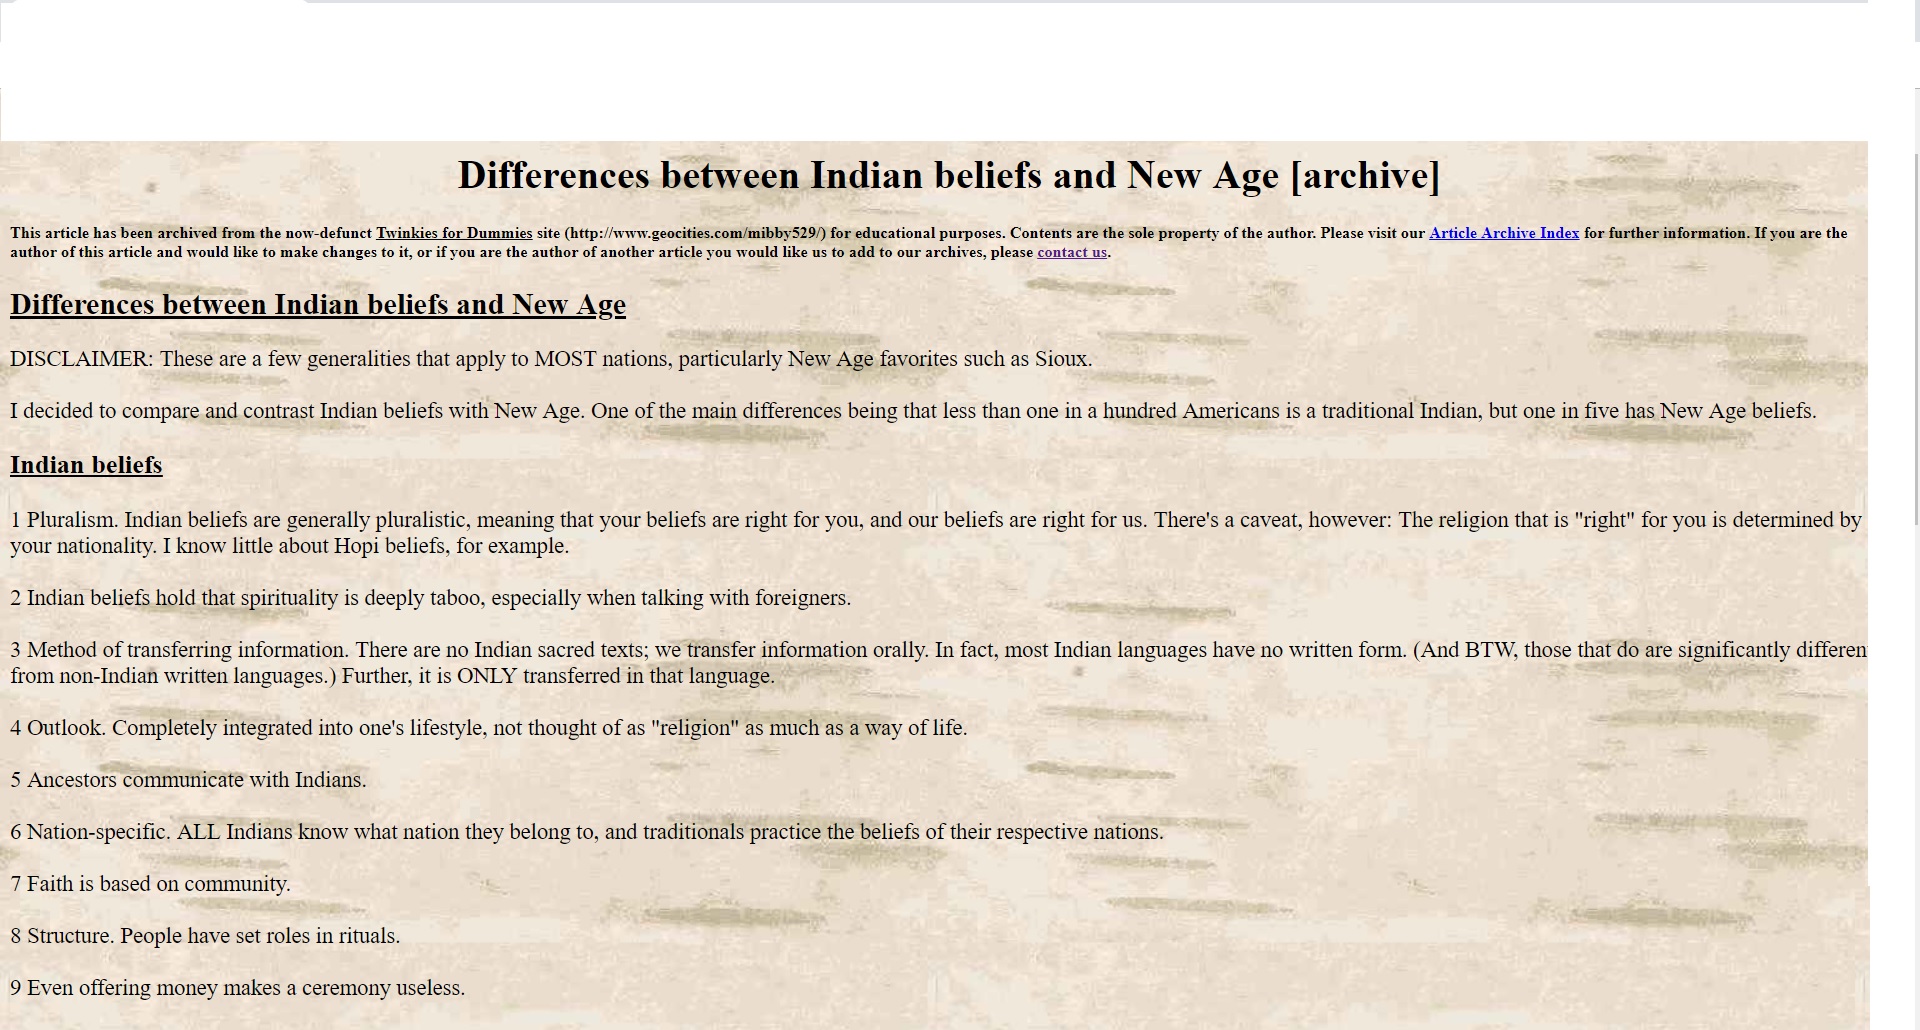 Differences between Indian beliefs and New Age [archive]
This article has been archived from the now-defunct Twinkies for Dummies site (http://www.geocities.com/mibby529/) for educational purposes. Contents are the sole property of the author. Please visit our Article Archive Index for further information. If you are the
author of this article and would like to make changes to it, or if you are the author of another article you would like us to add to our archives, please contact us.
Differences between Indian beliefs and New Age
DISCLAIMER: These are a few generalities that apply to MOST nations, particularly New Age favorites such as Sioux.
I decided to compare and contrast Indian beliefs with New Age. One of the main differences being that less than one in a hundred Americans is a traditional Indian, but one in five has New Age beliefs.
Indian beliefs
1 Pluralism. Indian beliefs are generally pluralistic, meaning that your beliefs are right for you, and our beliefs are right for us. There's a caveat, however: The religion that is "right" for you is determined by
your nationality. I know little about Hopi beliefs, for example.
2 Indian beliefs hold that spirituality is deeply taboo, especially when talking with foreigners.
3 Method of transferring information. There are no Indian sacred texts; we transfer information orally. In fact, most Indian languages have no written form. (And BTW, those that do are significantly differen
from non-Indian written languages.) Further, it is ONLY transferred in that language.
4 Outlook. Completely integrated into one's lifestyle, not thought of as "religion" as much as a way of life.
5 Ancestors communicate with Indians.
6 Nation-specific. ALL Indians know what nation they belong to, and traditionals practice the beliefs of their respective nations.
7 Faith is based on community.
8 Structure. People have set roles in rituals.
9 Even offering money makes a ceremony useless.